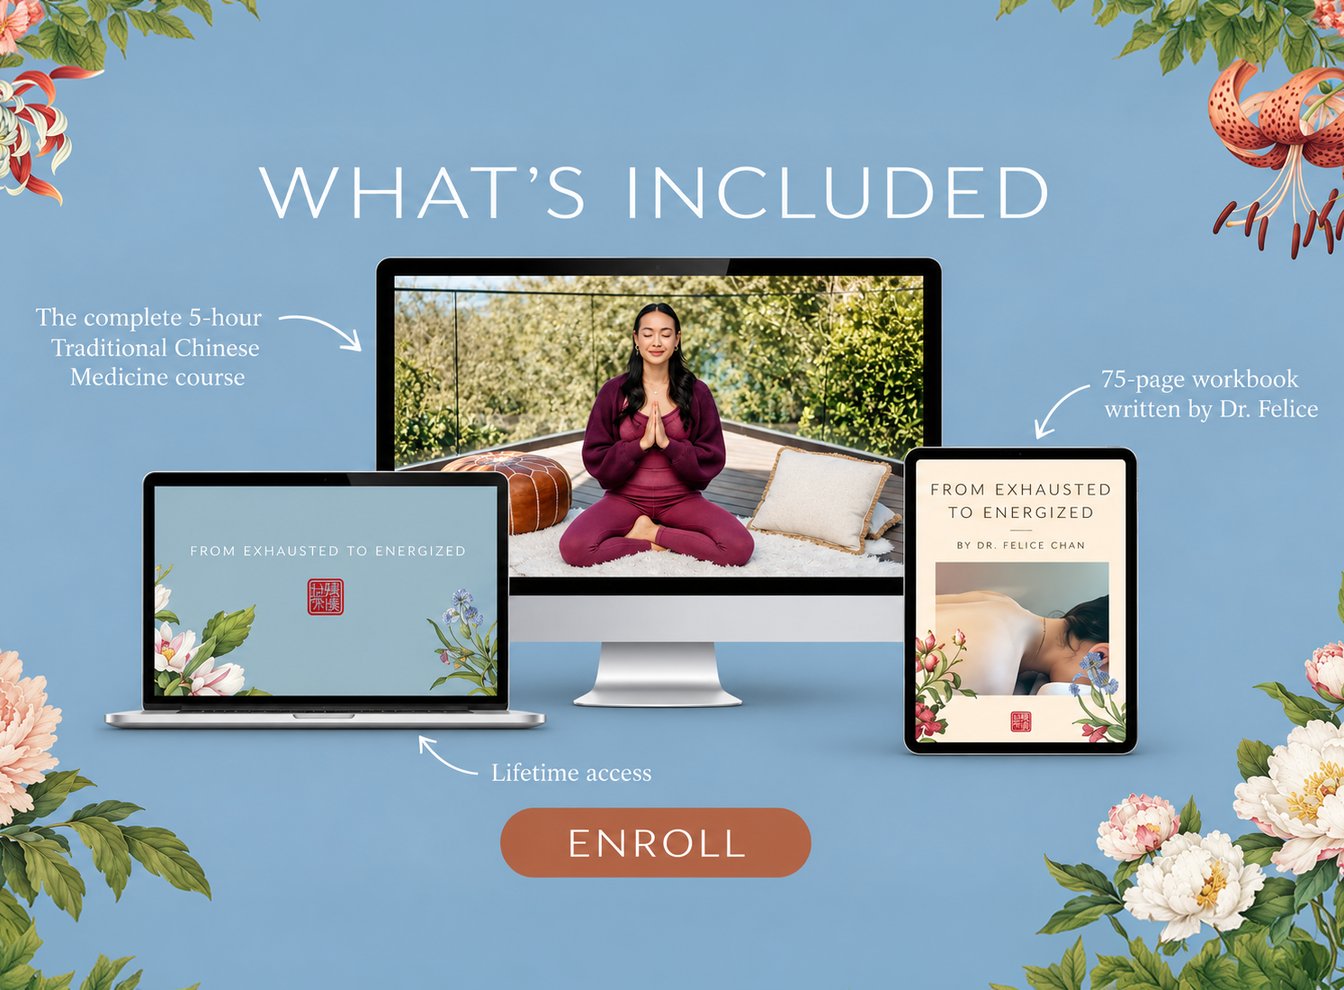 WHAT'S INCLUDED
The complete 5-hour
Traditional Chinese
Medicine course
75-page workbook
written by Dr. Felice
FROM EXHAUSTED TO ENERGIZED
FROM EXHAUSTED
TO ENERGIZED
BY DR. FELICE CHAN
Lifetime access
ENROLL